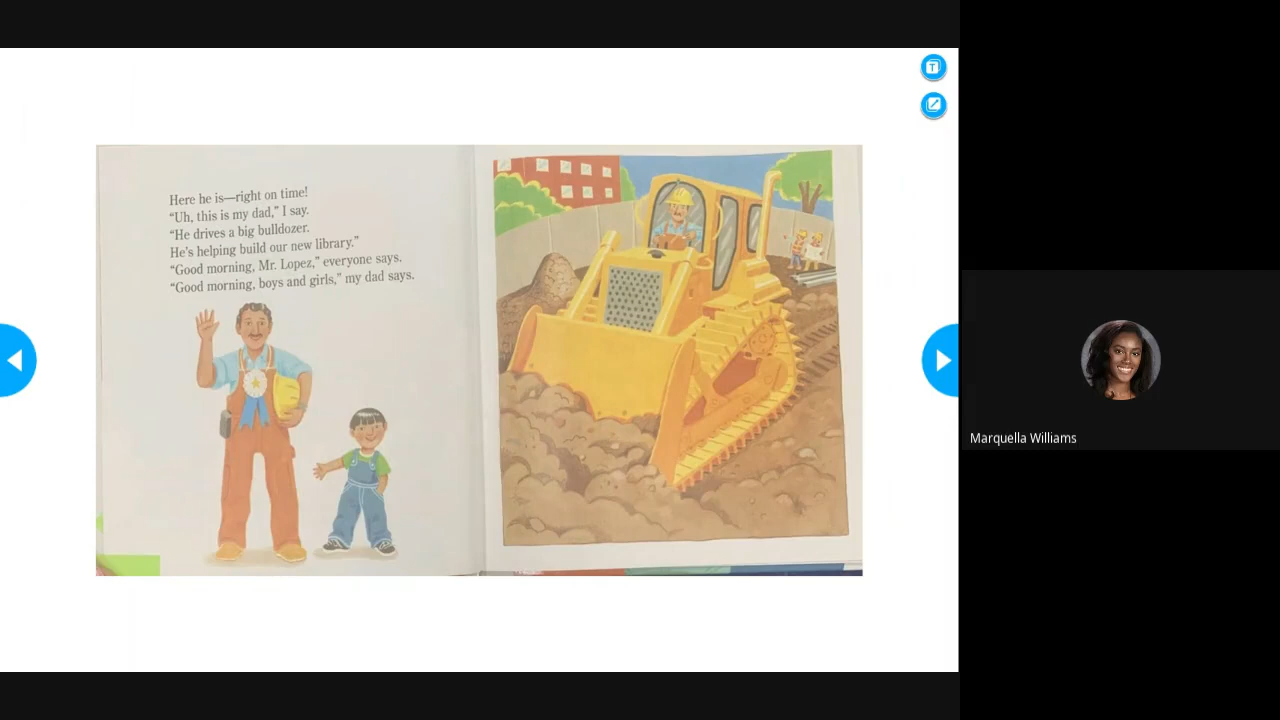 Here he is—right on time!
“Uh, this is my dad,” I say.
“He drives a big bulldozer.
He’s helping build our new library.”
“Good morning, Mr. Lopez,” everyone says.
“Good morning, boys and girls,” my dad says.
T
Marquella Williams